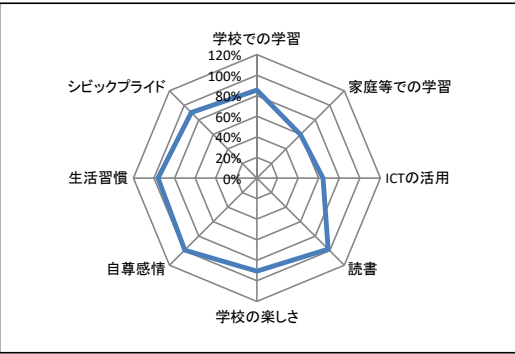 学校での学習
120%
100%
80%
60%
40%
20%
0%
家庭等での学習
ICTの活用
読書
学校の楽しさ
自尊感情
生活習慣
シビックプライド